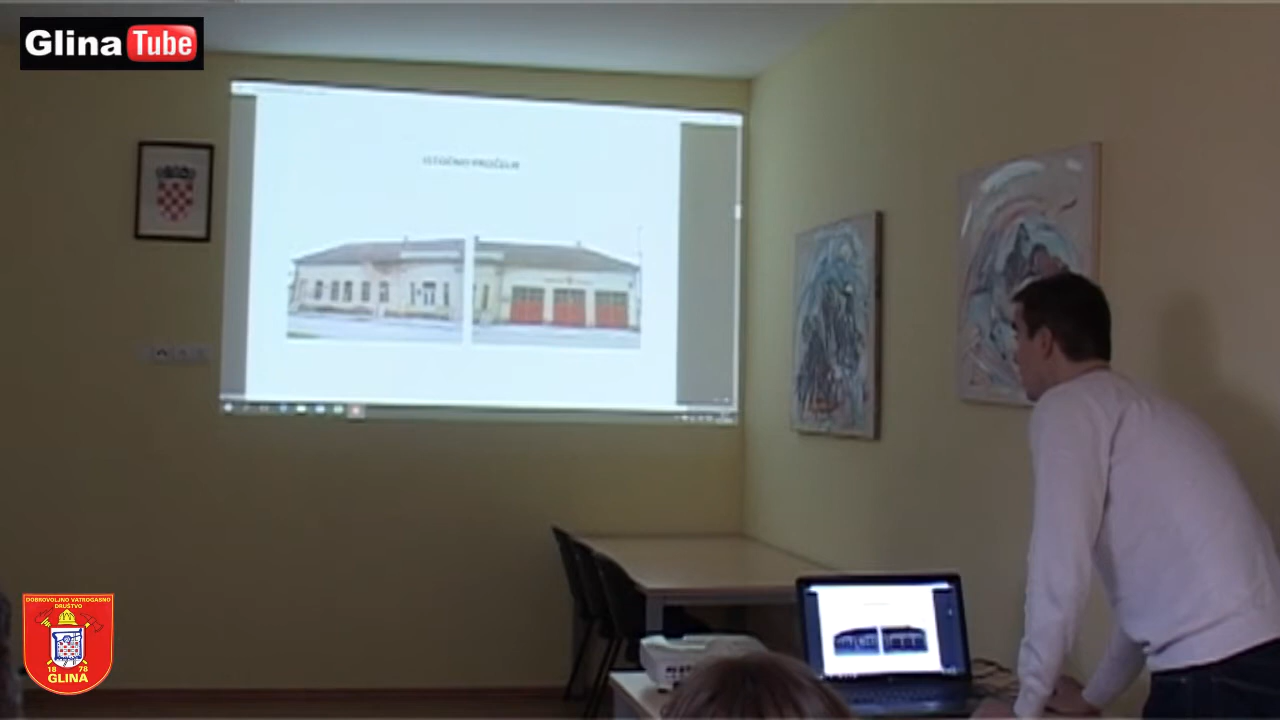 Glina Tube
ISTOČNO PROČELJE
DOBROVOLJNO VATROGASNO
DRUŠTVO
18 78
GLINA